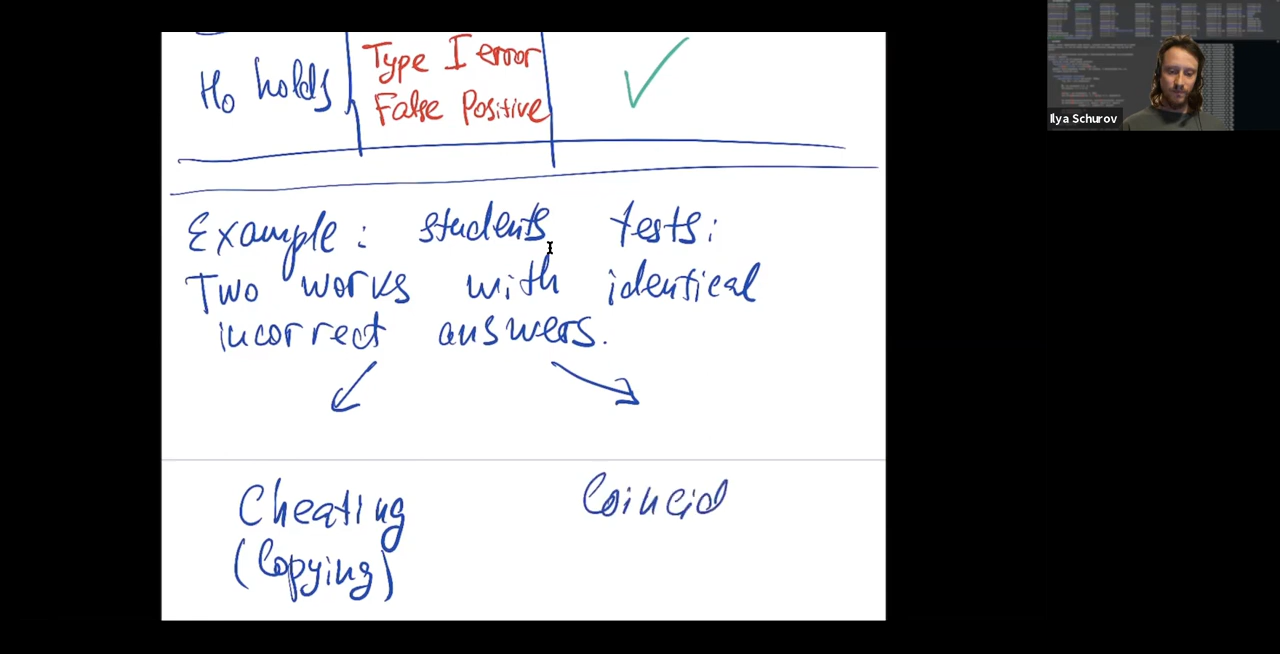 Type I error
H₀ holds
False Positive
Example: students tests:
Two works with identical
incorrect answers.
Cheating
Coincid
(Copying)
Ilya Schurov